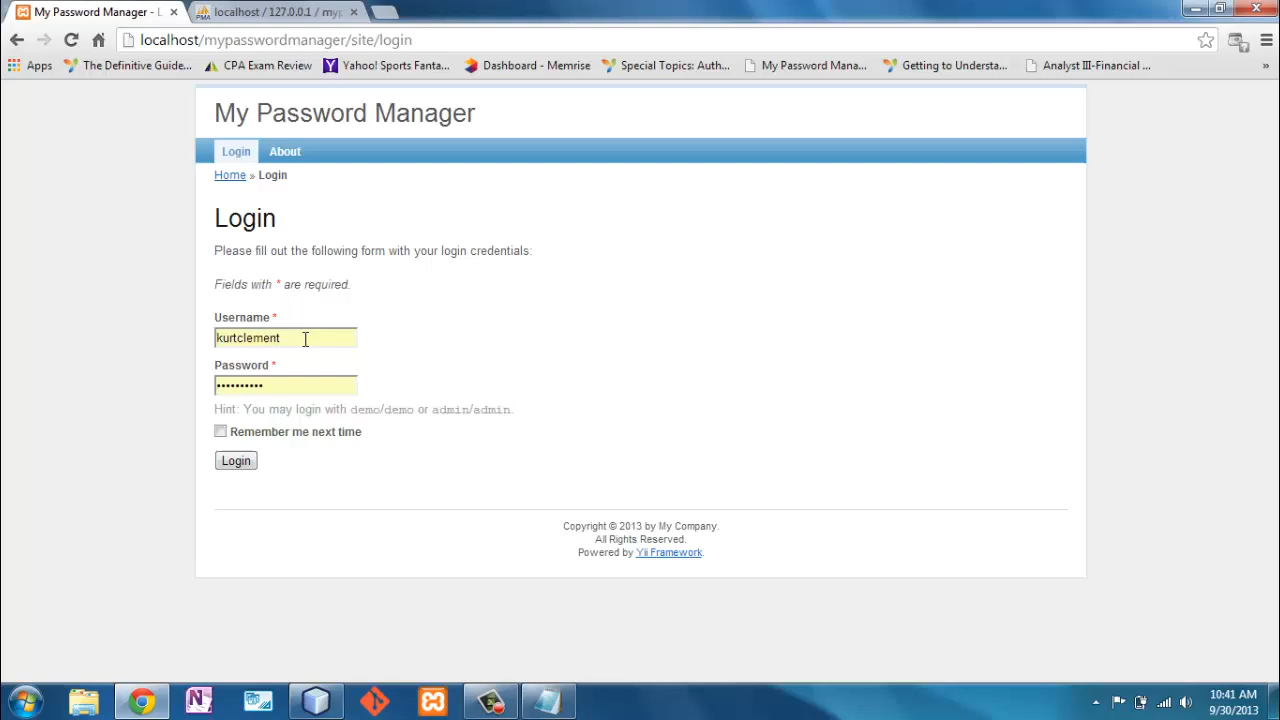 My Password Manager - L
localhost / 127.0.0.1 / myp
localhost/mypasswordmanager/site/login
Apps
The Definitive Guide...
CPA Exam Review
Yahoo! Sports Fanta...
Dashboard - Memrise
Special Topics: Auth...
My Password Mana...
Getting to Understa...
Analyst III-Financial ...
»
My Password Manager
Login About
Home » Login
Login
Please fill out the following form with your login credentials:
Fields with * are required.
Username *
kurtclement
Password *
••••••••••
Hint: You may login with demo/demo or admin/admin.
Remember me next time
Login
Copyright © 2013 by My Company.
All Rights Reserved.
Powered by Yii Framework.
10:41 AM
9/30/2013